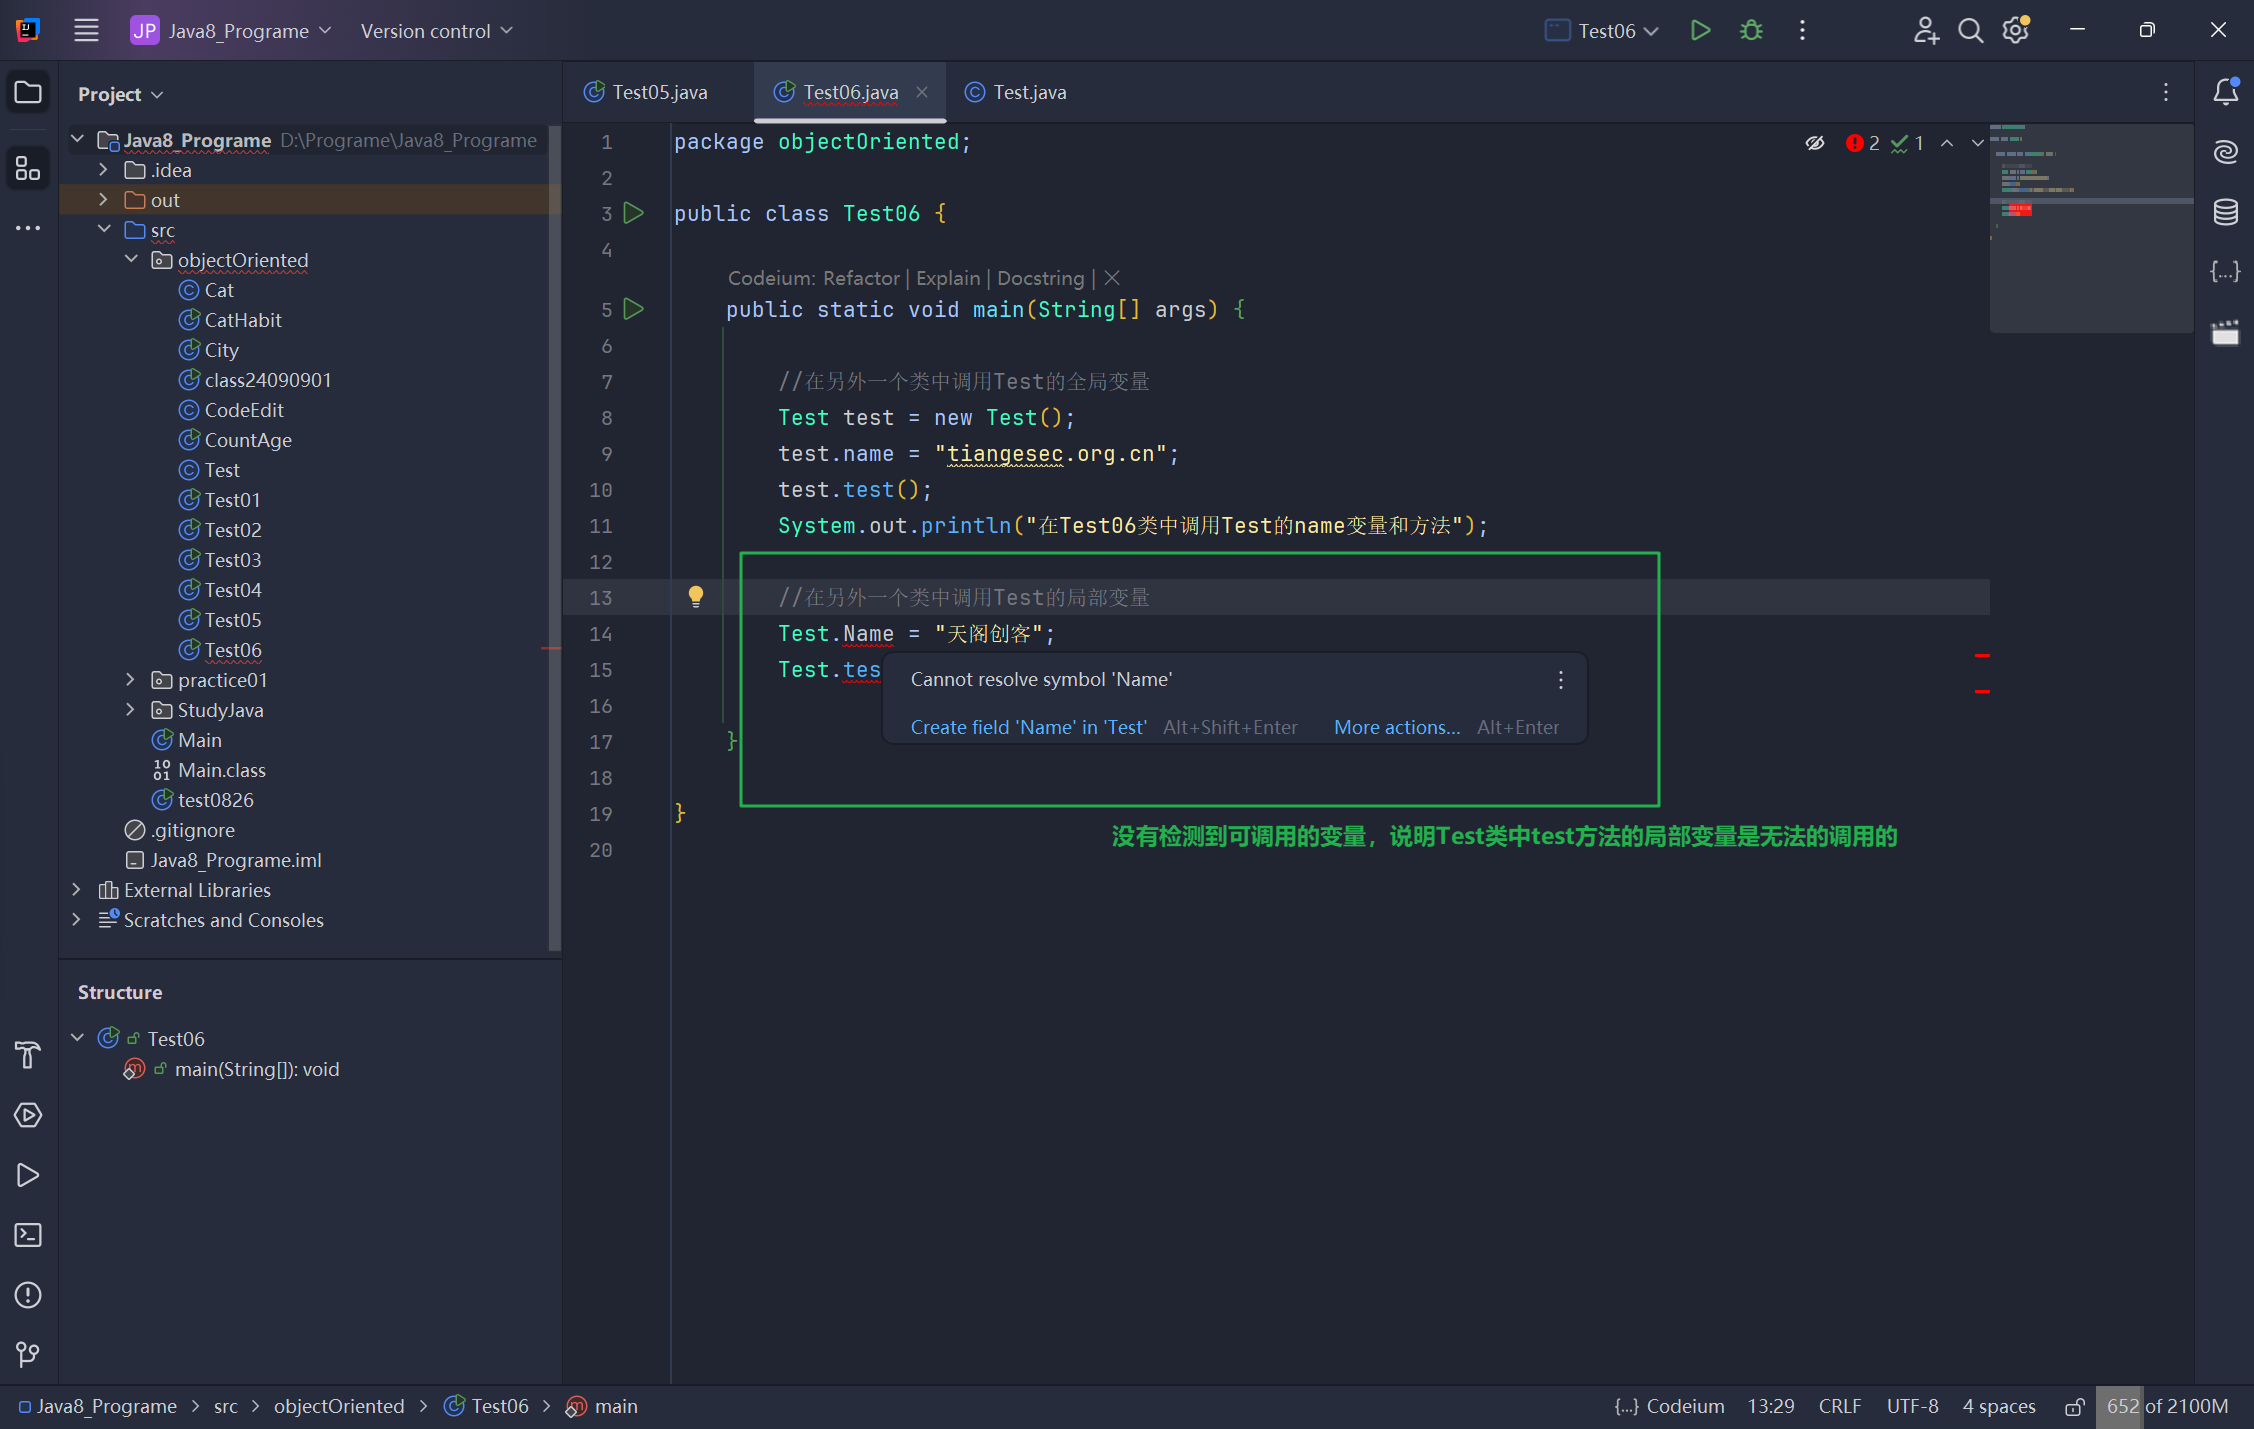 JP Java8_Programe Version control Test06
Project
Java8_Programe D:\Programe\Java8_Programe
.idea
out
src
objectOriented
Cat
CatHabit
City
class24090901
CodeEdit
CountAge
Test
Test01
Test02
Test03
Test04
Test05
Test06
practice01
StudyJava
Main
Main.class
test0826
.gitignore
Java8_Programe.iml
External Libraries
Scratches and Consoles
Structure
Test06
main(String[]): void
Test05.java Test06.java Test.java
2 1
1 package objectOriented;
2
3 public class Test06 {
4
Codeium: Refactor | Explain | Docstring |
5 public static void main(String[] args) {
6
7 //在另外一个类中调用Test的全局变量
8 Test test = new Test();
9 test.name = "tiangesec.org.cn";
10 test.test();
11 System.out.println("在Test06类中调用Test的name变量和方法");
12
13 //在另外一个类中调用Test的局部变量
14 Test.Name = "天阁创客";
15 Test.tes
Cannot resolve symbol 'Name'
16
Create field 'Name' in 'Test' Alt+Shift+Enter More actions... Alt+Enter
17 }
18
19 }
没有检测到可调用的变量，说明Test类中test方法的局部变量是无法的调用的
20
Java8_Programe > src > objectOriented > Test06 > main {...} Codeium 13:29 CRLF UTF-8 4 spaces 652 of 2100M